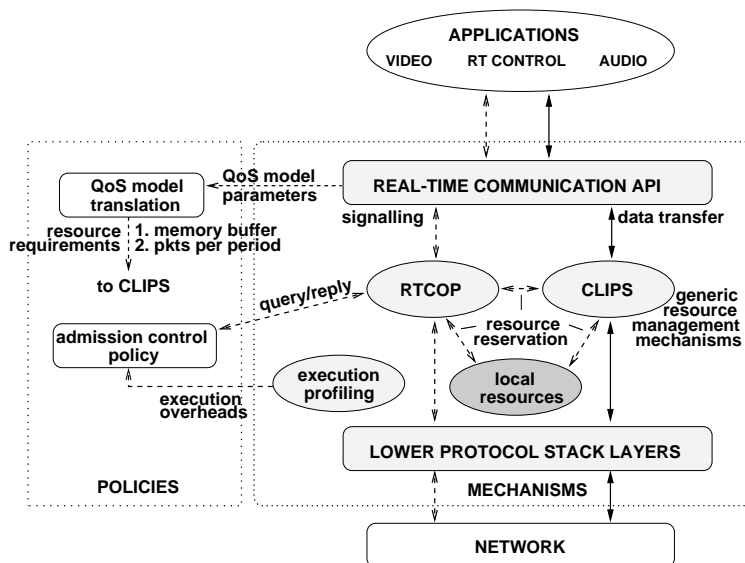 APPLICATIONS
VIDEO RT CONTROL AUDIO
QoS model
parameters
QoS model
translation
REAL-TIME COMMUNICATION API
resource
requirements
1. memory buffer
2. pkts per period
signalling
data transfer
to CLIPS
query/reply
RTCOP
CLIPS
generic
resource
management
mechanisms
resource
reservation
admission control
policy
execution
profiling
local
resources
execution
overheads
LOWER PROTOCOL STACK LAYERS
POLICIES
MECHANISMS
NETWORK